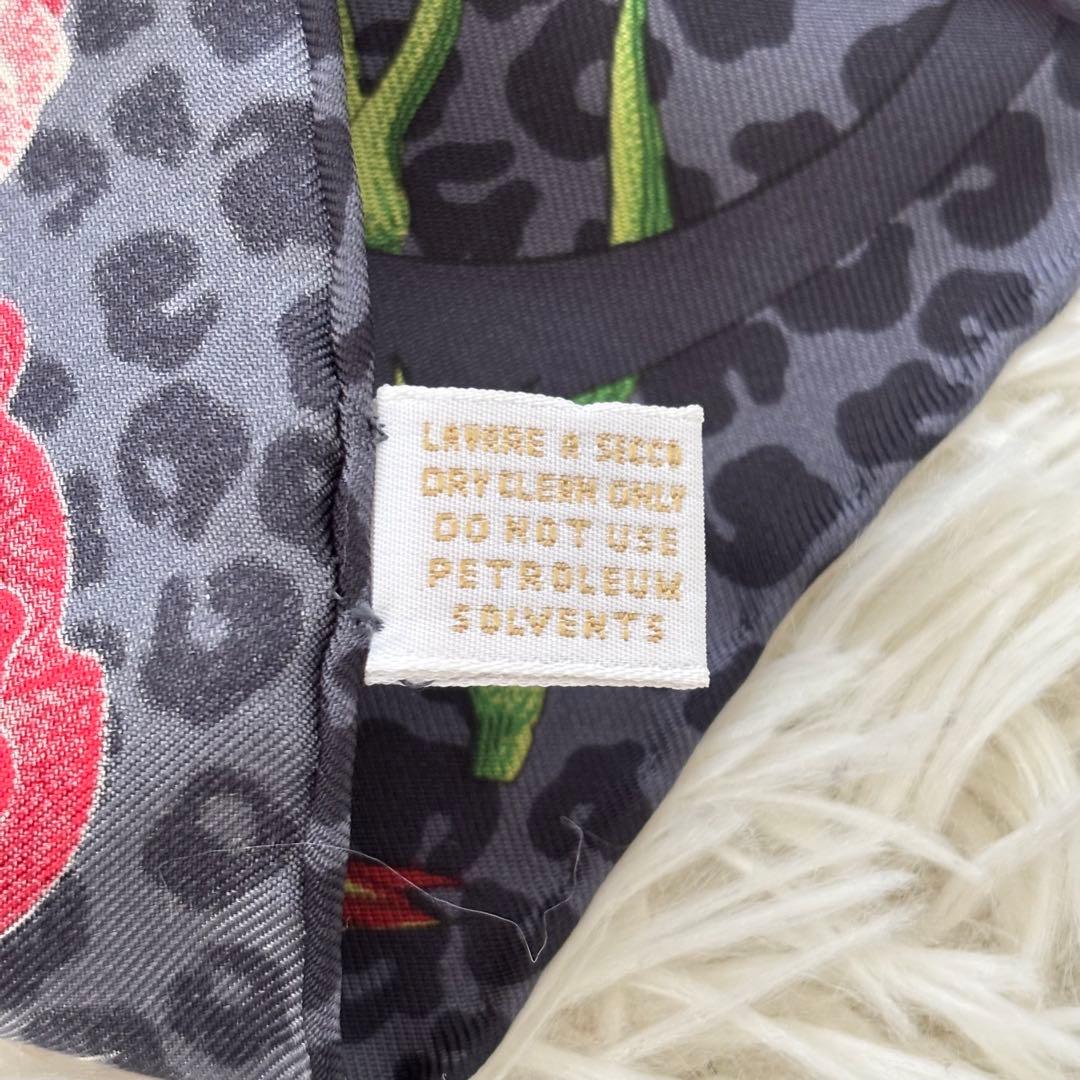 LAVARE A SECCO
DRY CLEAN ONLY
DO NOT USE
PETROLEUM
SOLVENTS